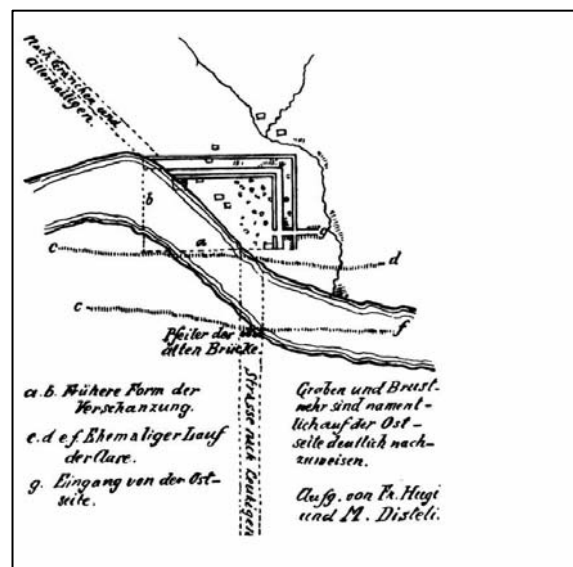 Nach Grenchen und
Allerheiligen.
b
a
g
c
d
c
f
Pfeiler der
alten Brücke.
Strasse nach Leuzigen
a.b. Frühere Form der
Verschanzung.
c.d e.f. Ehemaliger Lauf
der Aare.
g. Eingang von der Ost-
seite.
Graben und Brust-
wehr sind nament-
lich auf der Ost-
seite deutlich nach-
zuweisen.
Aufg. von Fr. Hugi
und M. Disteli.